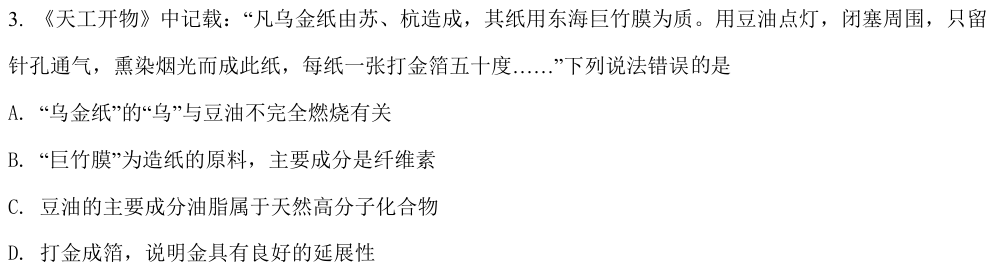 3. 《天工开物》中记载：“凡乌金纸由苏、杭造成，其纸用东海巨竹膜为质。用豆油点灯，闭塞周围，只留
针孔通气，熏染烟光而成此纸，每纸一张打金箔五十度……”下列说法错误的是
A. “乌金纸”的“乌”与豆油不完全燃烧有关
B. “巨竹膜”为造纸的原料，主要成分是纤维素
C. 豆油的主要成分油脂属于天然高分子化合物
D. 打金成箔，说明金具有良好的延展性